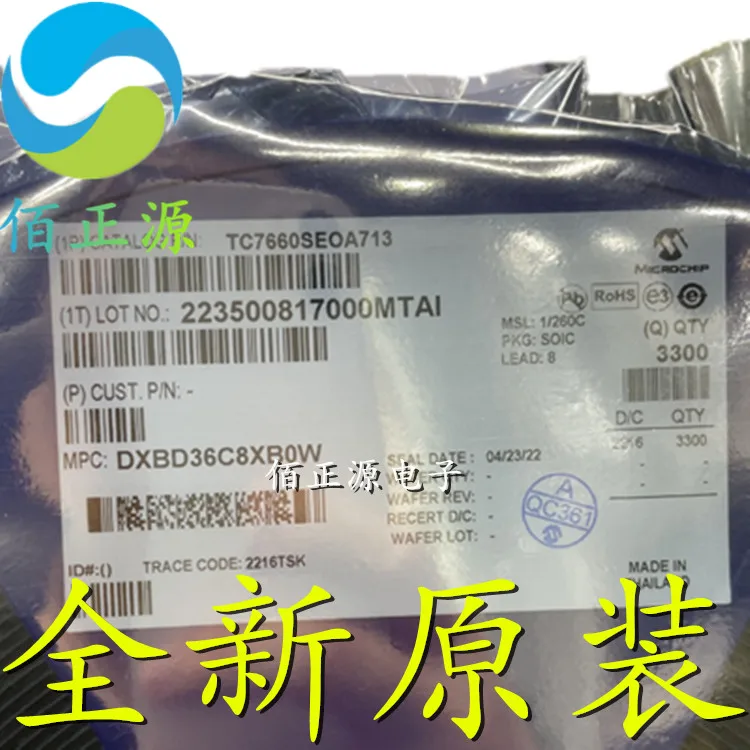 佰正源
TC7660SEOA713
MICROCHIP
(1T) LOT NO.: 223500817000MTAI
Pb RoHS e3 e
MSL: 1/260C
PKG: SOIC
LEAD: 8
(Q) QTY
3300
(P) CUST. P/N: -
D/C QTY
2216 3300
- -
- -
MPC: DXBD36C8XR0W
佰正源电子
SEAL DATE: 04/23/22
WAFER REV: -
RECERT D/C: -
WAFER LOT: -
A
QC361
ID#:()
TRACE CODE: 2216TSK
MADE IN
THAILAND
全新原装